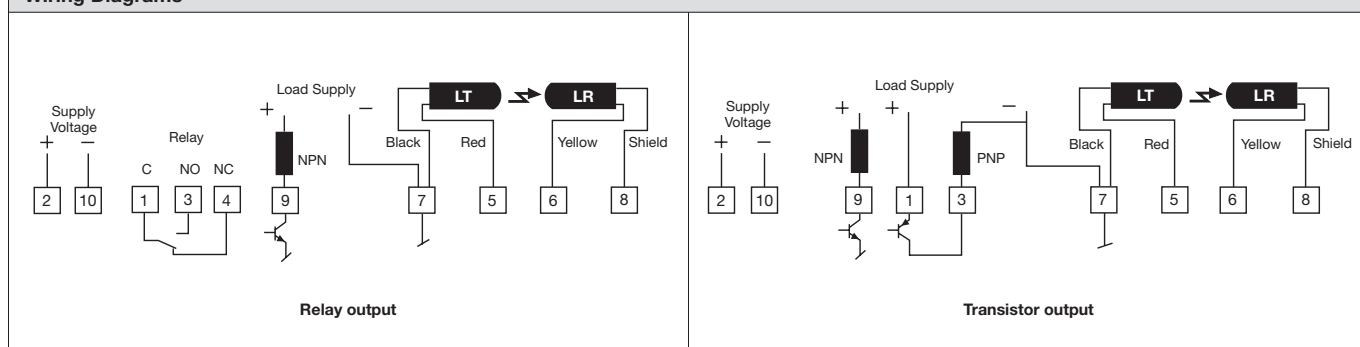 Wiring Diagrams
Supply
Voltage
+ −
2 10
Relay
C NO NC
1 3 4
Load Supply
+ −
NPN
9
LT LR
Black Red Yellow Shield
7 5 6 8
Relay output
Supply
Voltage
+ −
2 10
Load Supply
+ + −
NPN PNP
9 1 3
LT LR
Black Red Yellow Shield
7 5 6 8
Transistor output